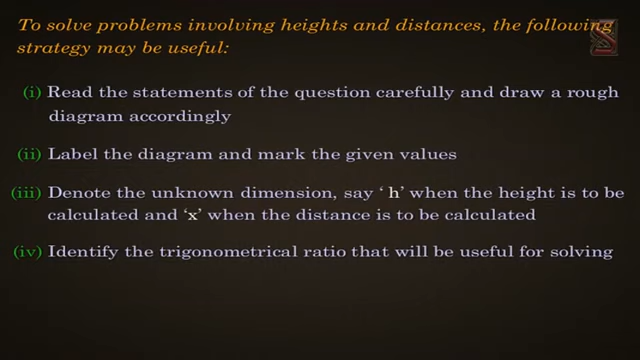 To solve problems involving heights and distances, the following
strategy may be useful:
(i) Read the statements of the question carefully and draw a rough
diagram accordingly
(ii) Label the diagram and mark the given values
(iii) Denote the unknown dimension, say ‘ h’ when the height is to be
calculated and ‘x’ when the distance is to be calculated
(iv) Identify the trigonometrical ratio that will be useful for solving